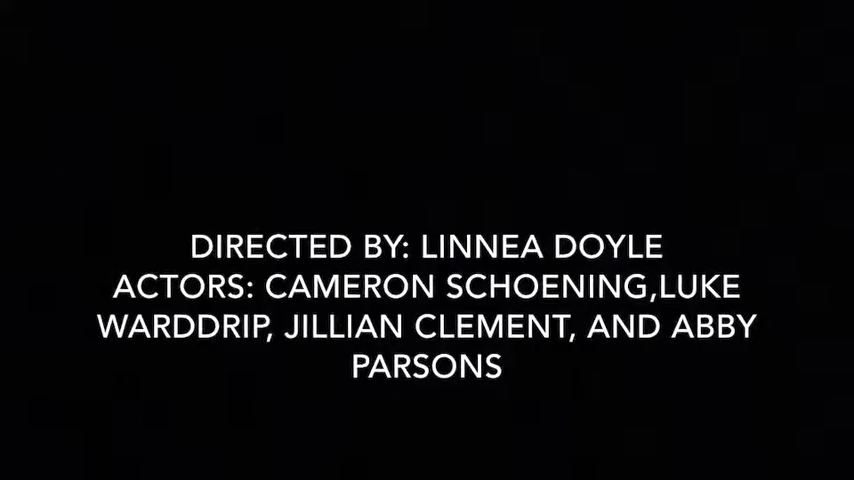 DIRECTED BY: LINNEA DOYLE
ACTORS: CAMERON SCHOENING,LUKE
WARDDRIP, JILLIAN CLEMENT, AND ABBY
PARSONS